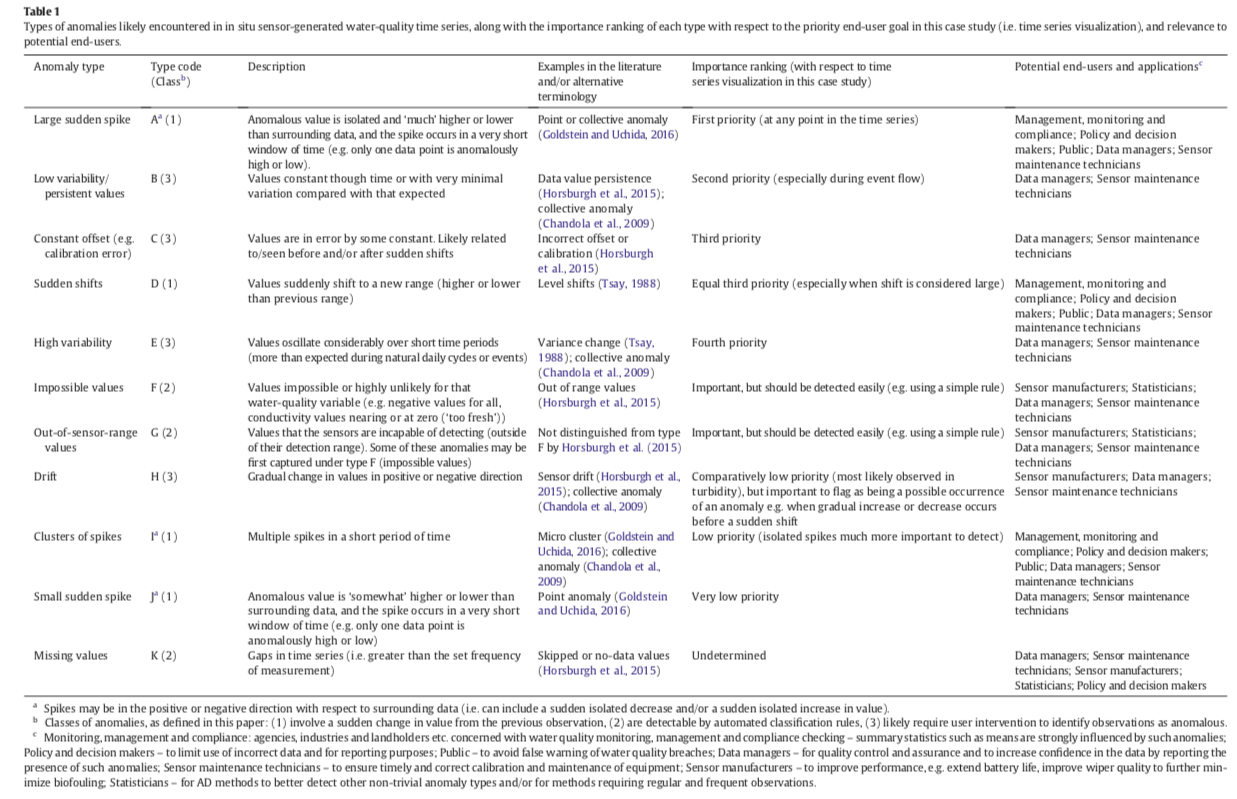 Table 1
Types of anomalies likely encountered in in situ sensor-generated water-quality time series, along with the importance ranking of each type with respect to the priority end-user goal in this case study (i.e. time series visualization), and relevance to
potential end-users.
Anomaly type
Type code
(Classb)
Description
Examples in the literature
and/or alternative
terminology
Importance ranking (with respect to time
series visualization in this case study)
Potential end-users and applicationsc
Large sudden spike
Aa (1)
Anomalous value is isolated and 'much' higher or lower
than surrounding data, and the spike occurs in a very short
window of time (e.g. only one data point is anomalously
high or low).
Point or collective anomaly
(Goldstein and Uchida, 2016)
First priority (at any point in the time series)
Management, monitoring and
compliance; Policy and decision
makers; Public; Data managers; Sensor
maintenance technicians
Low variability/
persistent values
B (3)
Values constant though time or with very minimal
variation compared with that expected
Data value persistence
(Horsburgh et al., 2015);
collective anomaly
(Chandola et al., 2009)
Second priority (especially during event flow)
Data managers; Sensor maintenance
technicians
Constant offset (e.g.
calibration error)
C (3)
Values are in error by some constant. Likely related
to/seen before and/or after sudden shifts
Incorrect offset or
calibration (Horsburgh
et al., 2015)
Third priority
Data managers; Sensor maintenance
technicians
Sudden shifts
D (1)
Values suddenly shift to a new range (higher or lower
than previous range)
Level shifts (Tsay, 1988)
Equal third priority (especially when shift is considered large)
Management, monitoring and
compliance; Policy and decision
makers; Public; Data managers; Sensor
maintenance technicians
High variability
E (3)
Values oscillate considerably over short time periods
(more than expected during natural daily cycles or events)
Variance change (Tsay,
1988); collective anomaly
(Chandola et al., 2009)
Fourth priority
Data managers; Sensor maintenance
technicians
Impossible values
F (2)
Values impossible or highly unlikely for that
water-quality variable (e.g. negative values for all,
conductivity values nearing or at zero ('too fresh'))
Out of range values
(Horsburgh et al., 2015)
Important, but should be detected easily (e.g. using a simple rule)
Sensor manufacturers; Statisticians;
Data managers; Sensor maintenance
technicians
Out-of-sensor-range
values
G (2)
Values that the sensors are incapable of detecting (outside
of their detection range). Some of these anomalies may be
first captured under type F (impossible values)
Not distinguished from type
F by Horsburgh et al. (2015)
Important, but should be detected easily (e.g. using a simple rule)
Sensor manufacturers; Statisticians;
Data managers; Sensor maintenance
technicians
Drift
H (3)
Gradual change in values in positive or negative direction
Sensor drift (Horsburgh et al.,
2015); collective anomaly
(Chandola et al., 2009)
Comparatively low priority (most likely observed in
turbidity), but important to flag as being a possible occurrence
of an anomaly e.g. when gradual increase or decrease occurs
before a sudden shift
Sensor manufacturers; Data managers;
Sensor maintenance technicians
Clusters of spikes
Ia (1)
Multiple spikes in a short period of time
Micro cluster (Goldstein and
Uchida, 2016); collective
anomaly (Chandola et al.,
2009)
Low priority (isolated spikes much more important to detect)
Management, monitoring and
compliance; Policy and decision makers;
Public; Data managers; Sensor
maintenance technicians
Small sudden spike
Ja (1)
Anomalous value is 'somewhat' higher or lower than
surrounding data, and the spike occurs in a very short
window of time (e.g. only one data point is
anomalously high or low)
Point anomaly (Goldstein
and Uchida, 2016)
Very low priority
Data managers; Sensor maintenance
technicians
Missing values
K (2)
Gaps in time series (i.e. greater than the set frequency
of measurement)
Skipped or no-data values
(Horsburgh et al., 2015)
Undetermined
Data managers; Sensor maintenance
technicians; Sensor manufacturers;
Statisticians; Policy and decision makers
a Spikes may be in the positive or negative direction with respect to surrounding data (i.e. can include a sudden isolated decrease and/or a sudden isolated increase in value).
b Classes of anomalies, as defined in this paper: (1) involve a sudden change in value from the previous observation, (2) are detectable by automated classification rules, (3) likely require user intervention to identify observations as anomalous.
c Monitoring, management and compliance: agencies, industries and landholders etc. concerned with water quality monitoring, management and compliance checking – summary statistics such as means are strongly influenced by such anomalies;
Policy and decision makers – to limit use of incorrect data and for reporting purposes; Public – to avoid false warning of water quality breaches; Data managers – for quality control and assurance and to increase confidence in the data by reporting the
presence of such anomalies; Sensor maintenance technicians – to ensure timely and correct calibration and maintenance of equipment; Sensor manufacturers – to improve performance, e.g. extend battery life, improve wiper quality to further min-
imize biofouling; Statisticians – for AD methods to better detect other non-trivial anomaly types and/or for methods requiring regular and frequent observations.